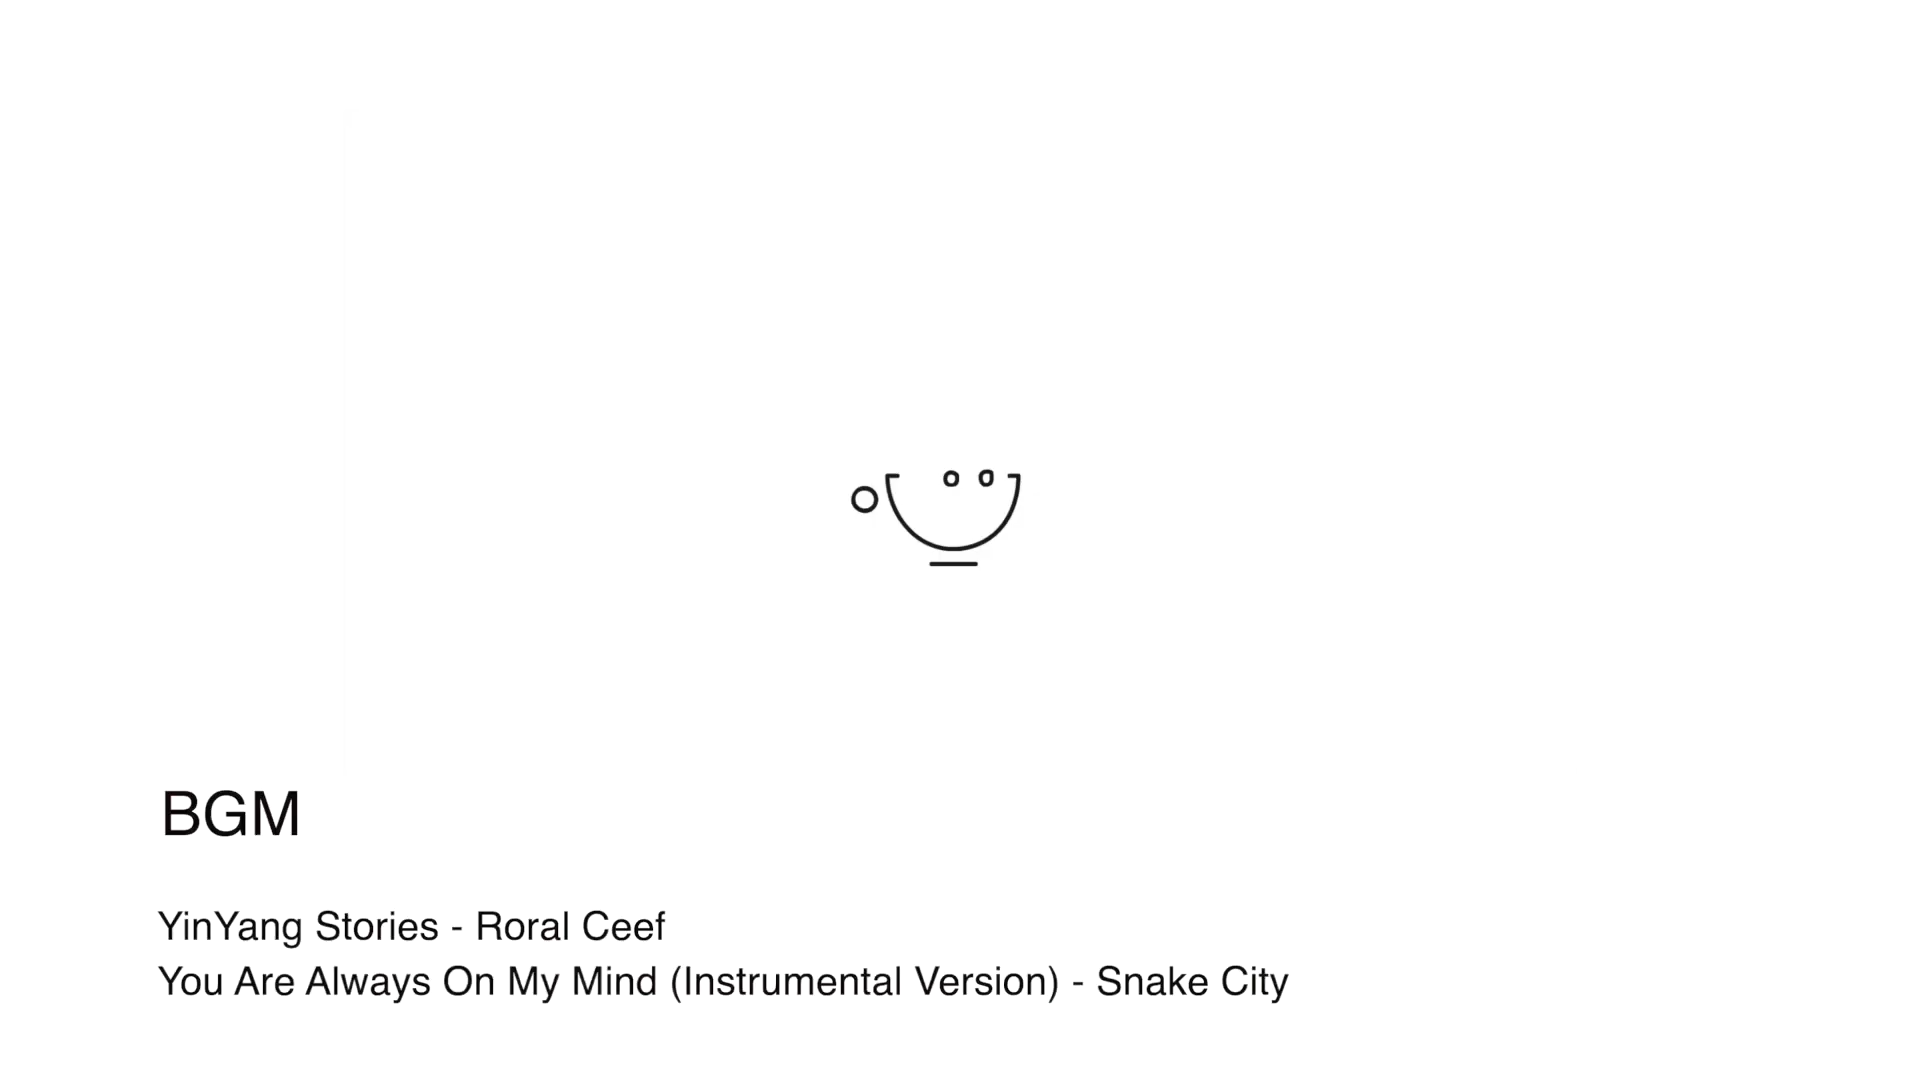 BGM
YinYang Stories - Roral Ceef
You Are Always On My Mind (Instrumental Version) - Snake City